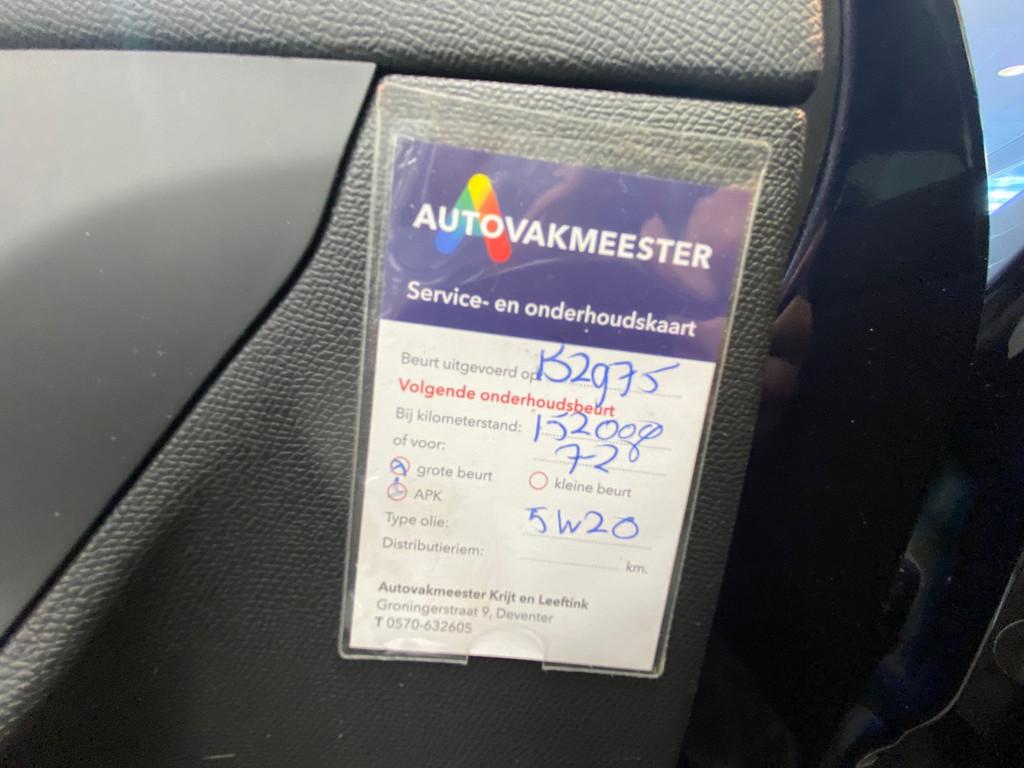 AUTOVAKMEESTER
Service- en onderhoudskaart
Beurt uitgevoerd op 132975
Volgende onderhoudsbeurt
Bij kilometerstand: 152000
of voor: 7-2
grote beurt kleine beurt
APK
Type olie: 5W20
Distributieriem: km.
Autovakmeester Krijt en Leeftink
Groningerstraat 9, Deventer
T 0570-632605